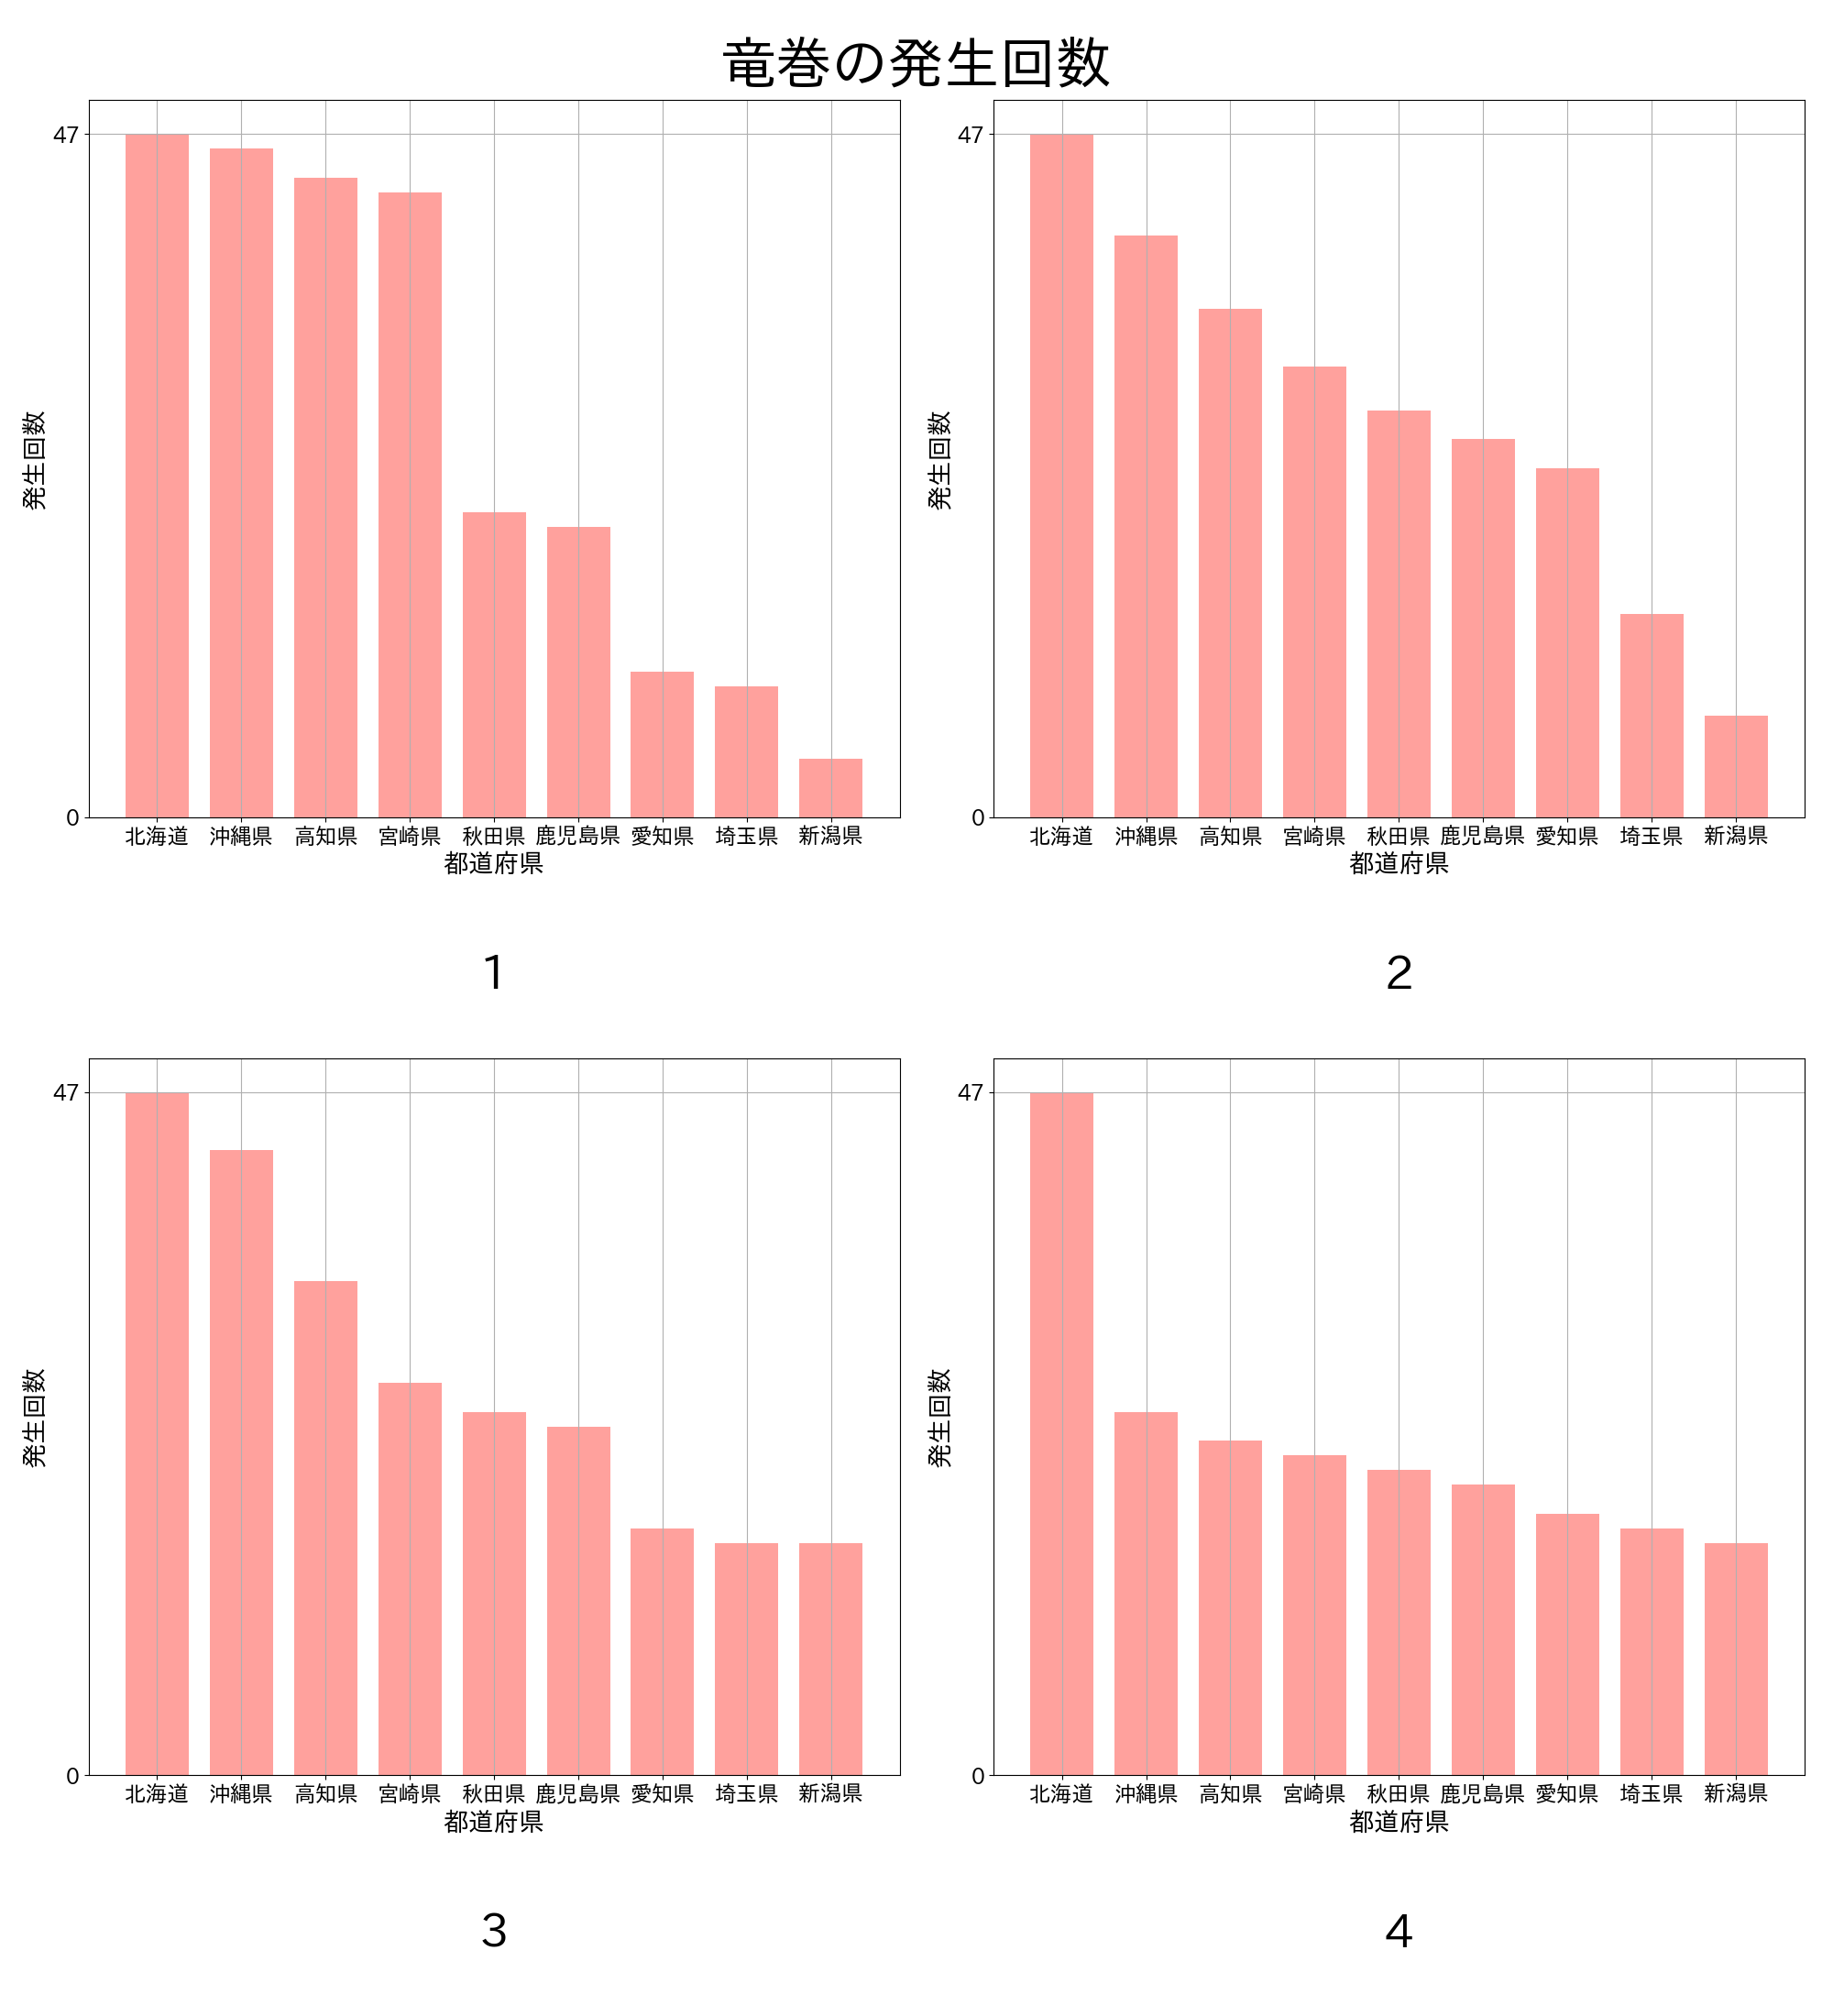 竜巻の発生回数
47
0
発生回数
北海道 沖縄県 高知県 宮崎県 秋田県 鹿児島県 愛知県 埼玉県 新潟県
都道府県
1
47
0
発生回数
北海道 沖縄県 高知県 宮崎県 秋田県 鹿児島県 愛知県 埼玉県 新潟県
都道府県
2
47
0
発生回数
北海道 沖縄県 高知県 宮崎県 秋田県 鹿児島県 愛知県 埼玉県 新潟県
都道府県
3
47
0
発生回数
北海道 沖縄県 高知県 宮崎県 秋田県 鹿児島県 愛知県 埼玉県 新潟県
都道府県
4